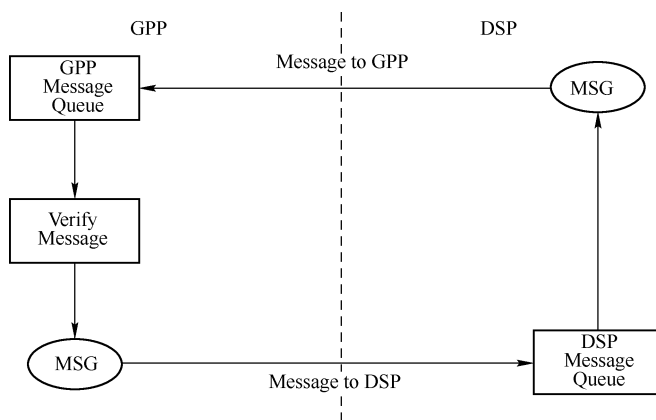 GPP
DSP
GPP
Message
Queue
Message to GPP
MSG
Verify
Message
MSG
Message to DSP
DSP
Message
Queue